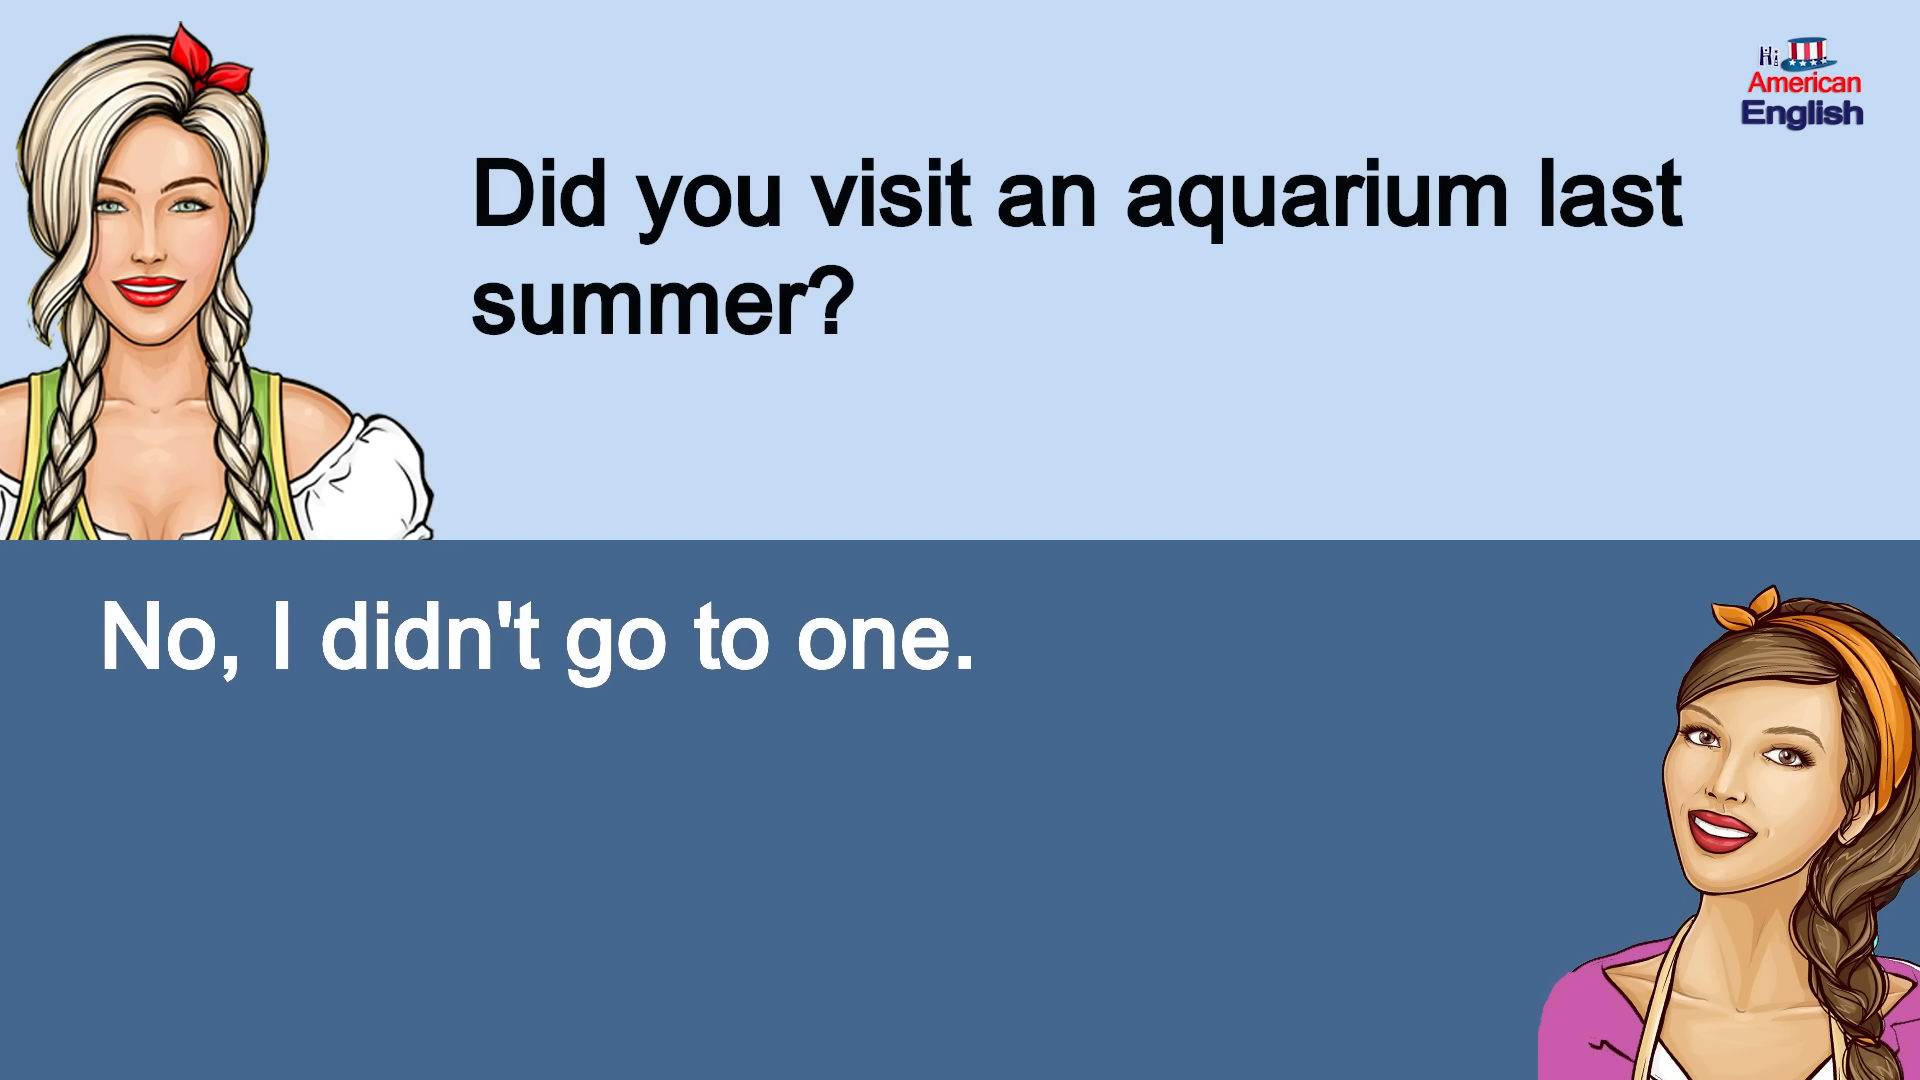 Hi
American
English
Did you visit an aquarium last
summer?
No, I didn't go to one.